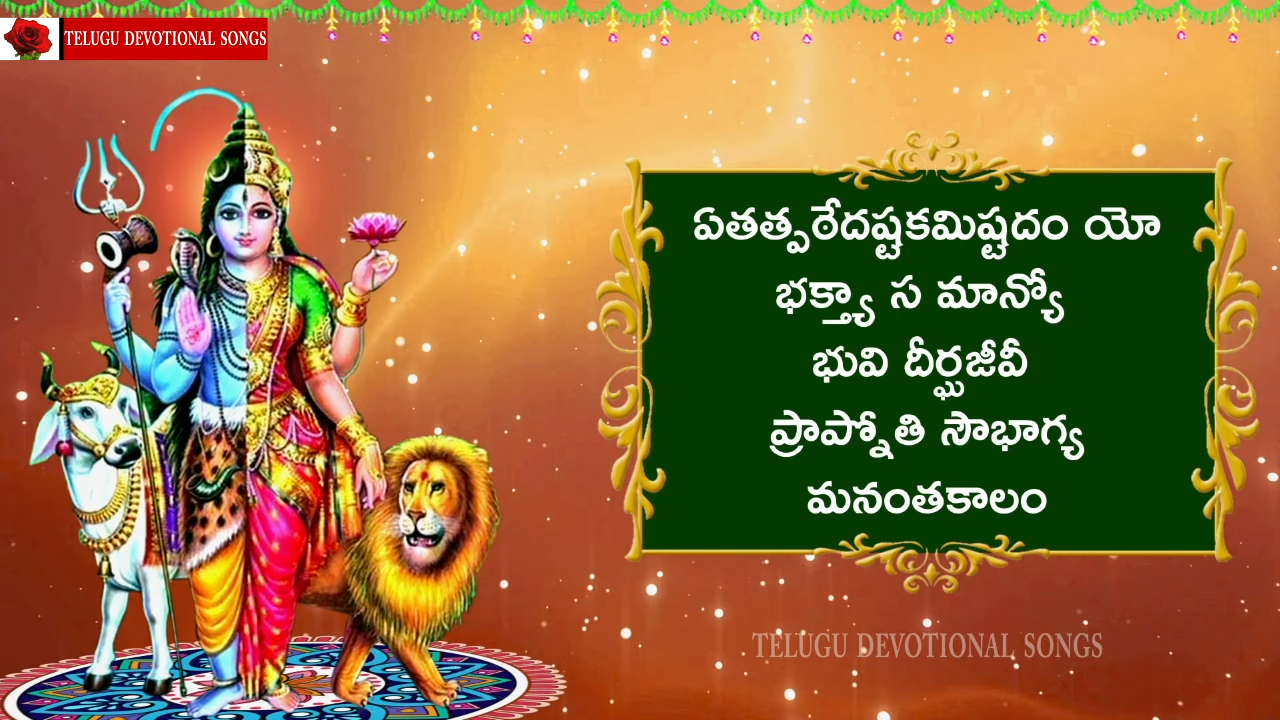 TELUGU DEVOTIONAL SONGS
ఏతత్పఠేదష్టకమిష్టదం యో
భక్త్యా స మాన్యో
భువి దీర్ఘజీవీ
ప్రాప్నోతి సౌభాగ్య
మనంతకాలం
TELUGU DEVOTIONAL SONGS